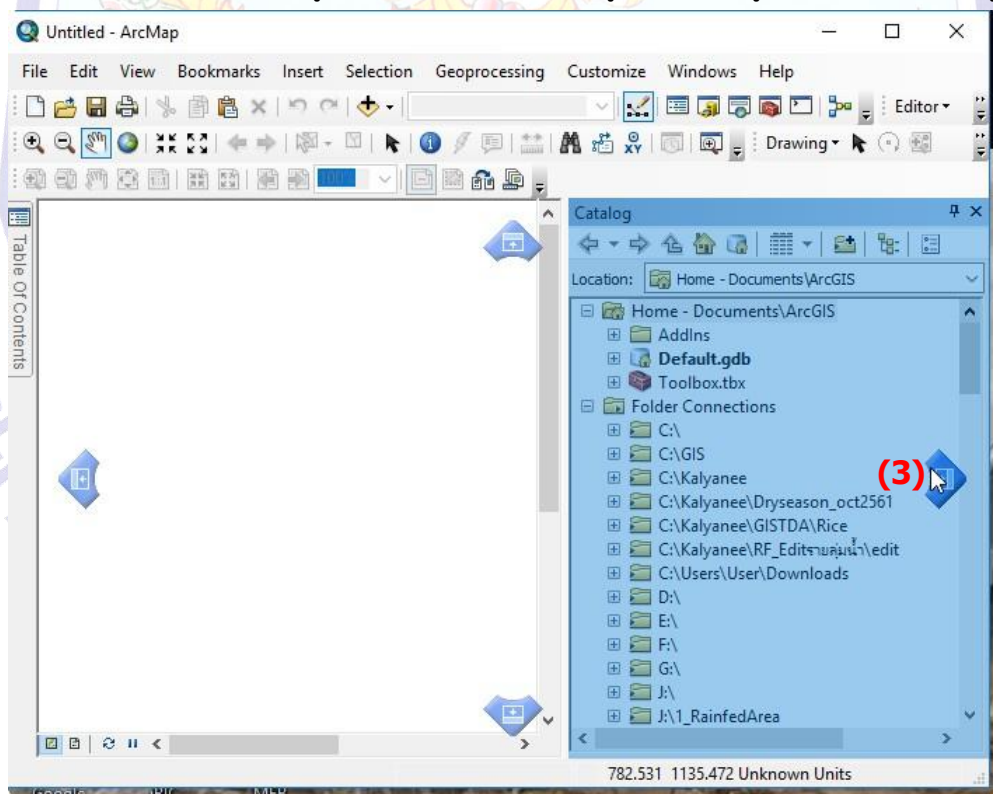 Untitled - ArcMap
File Edit View Bookmarks Insert Selection Geoprocessing Customize Windows Help
Editor
Drawing
100%
Table Of Contents
Catalog
Location: Home - Documents\ArcGIS
Home - Documents\ArcGIS
AddIns
Default.gdb
Toolbox.tbx
Folder Connections
C:\
C:\GIS
C:\Kalyanee
(3)
C:\Kalyanee\Dryseason_oct2561
C:\Kalyanee\GISTDA\Rice
C:\Kalyanee\RF_Editรายลุ่มน้ำ\edit
C:\Users\User\Downloads
D:\
E:\
F:\
G:\
J:\
J:\1_RainfedArea
782.531 1135.472 Unknown Units